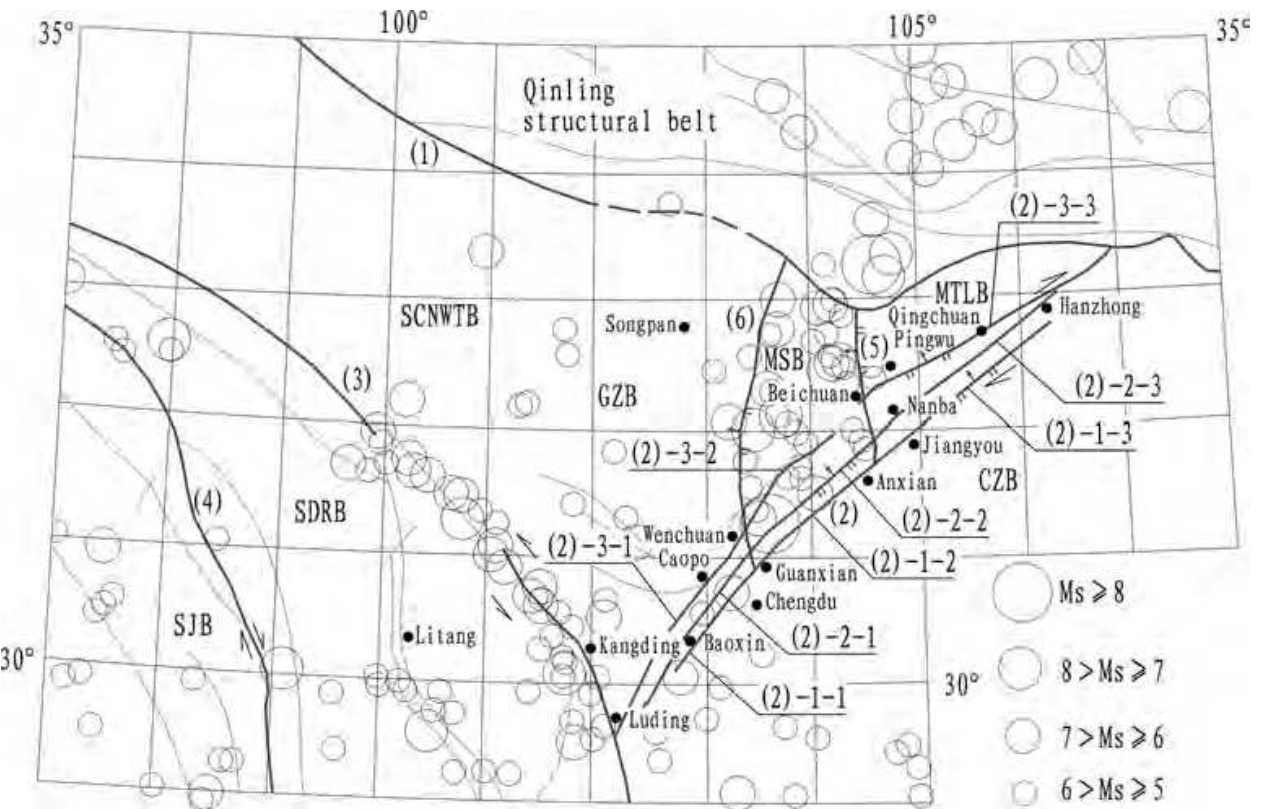 35°
100°
105°
35°
Qinling
structural belt
(1)
(2)-3-3
SCNWTB
Songpan
(6)
MTLB
Qingchuan
Hanzhong
Pingwu
(5)
MSB
(3)
GZB
Beichuan
(2)-2-3
Nanba
(2)-1-3
Jiangyou
(2)-3-2
Anxian
CZB
(4)
SDRB
(2)
(2)-2-2
Wenchuan
(2)-3-1
Caopo
(2)-1-2
Guanxian
Chengdu
Ms≥8
SJB
Litang
Kangding
Baoxin
(2)-2-1
30°
30°
8>Ms≥7
(2)-1-1
Luding
7>Ms≥6
6>Ms≥5